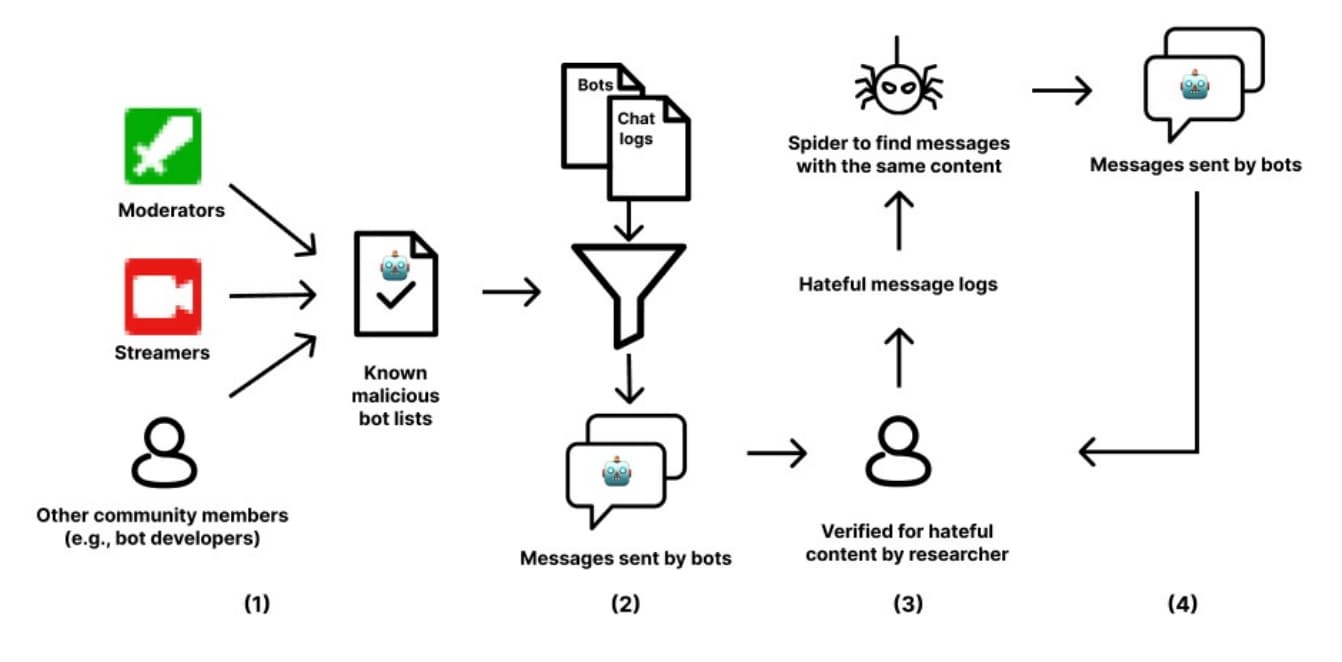 Moderators
Streamers
Other community members
(e.g., bot developers)
(1)
Known
malicious
bot lists
Bots
Chat
logs
Messages sent by bots
(2)
Spider to find messages
with the same content
Hateful message logs
Verified for hateful
content by researcher
(3)
Messages sent by bots
(4)